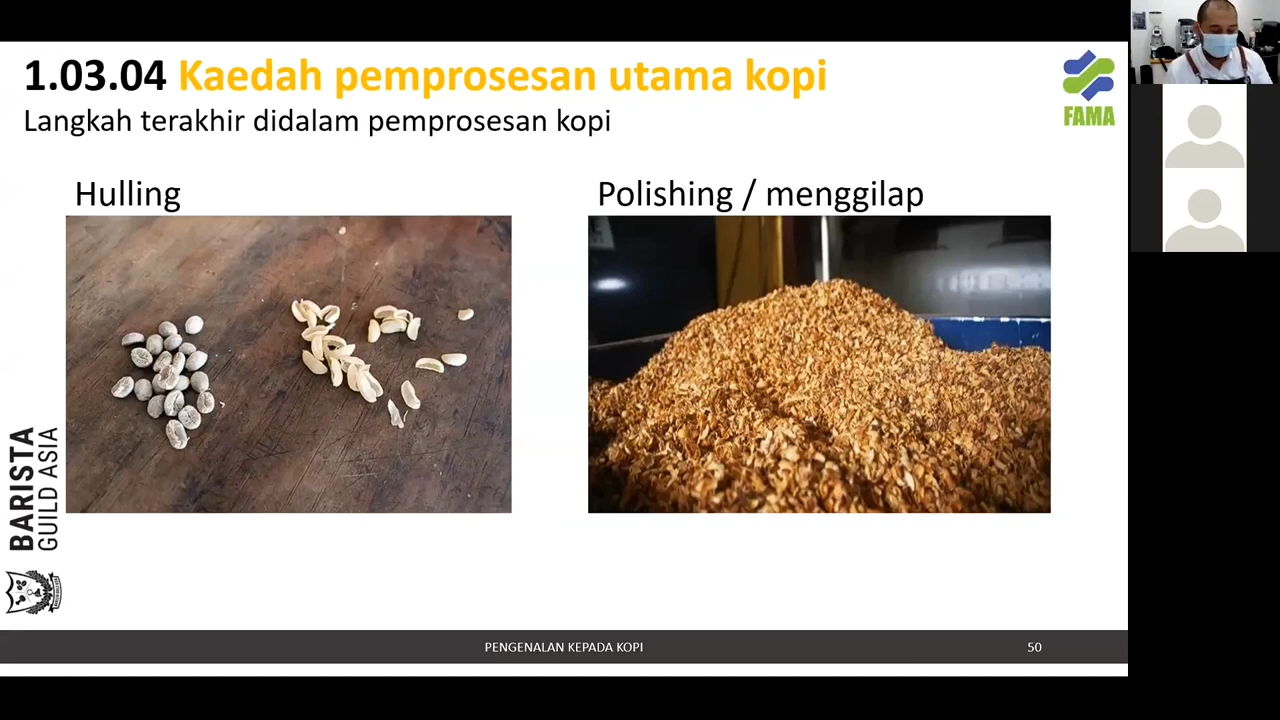 1.03.04 Kaedah pemprosesan utama kopi
Langkah terakhir didalam pemprosesan kopi
FAMA
Hulling
Polishing / menggilap
BARISTA
GUILD ASIA
PENGENALAN KEPADA KOPI
50